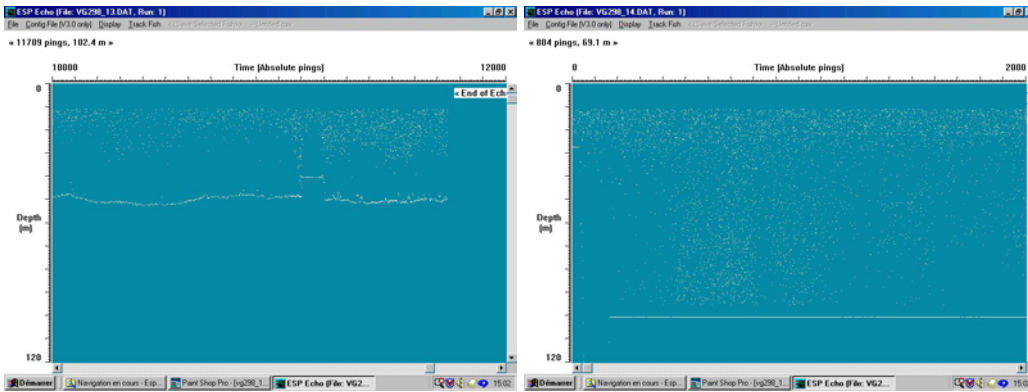 ESP Echo (File: VG298_13.DAT, Run: 1)
File Config File (V3.0 only) Display Track Fish
« 11709 pings, 102.4 m »
10000 Time (Absolute pings) 12000
0
« End of Ech
Depth
(m)
120
Démarrer Navigation en cours - Esp... Paint Shop Pro - [vg298_1... ESP Echo (File: VG2... 15:02
ESP Echo (File: VG298_14.DAT, Run: 1)
File Config File (V3.0 only) Display Track Fish
« 804 pings, 69.1 m »
0 Time (Absolute pings) 2000
0
Depth
(m)
120
Démarrer Navigation en cours - Esp... Paint Shop Pro - [vg298_1... ESP Echo (File: VG2...